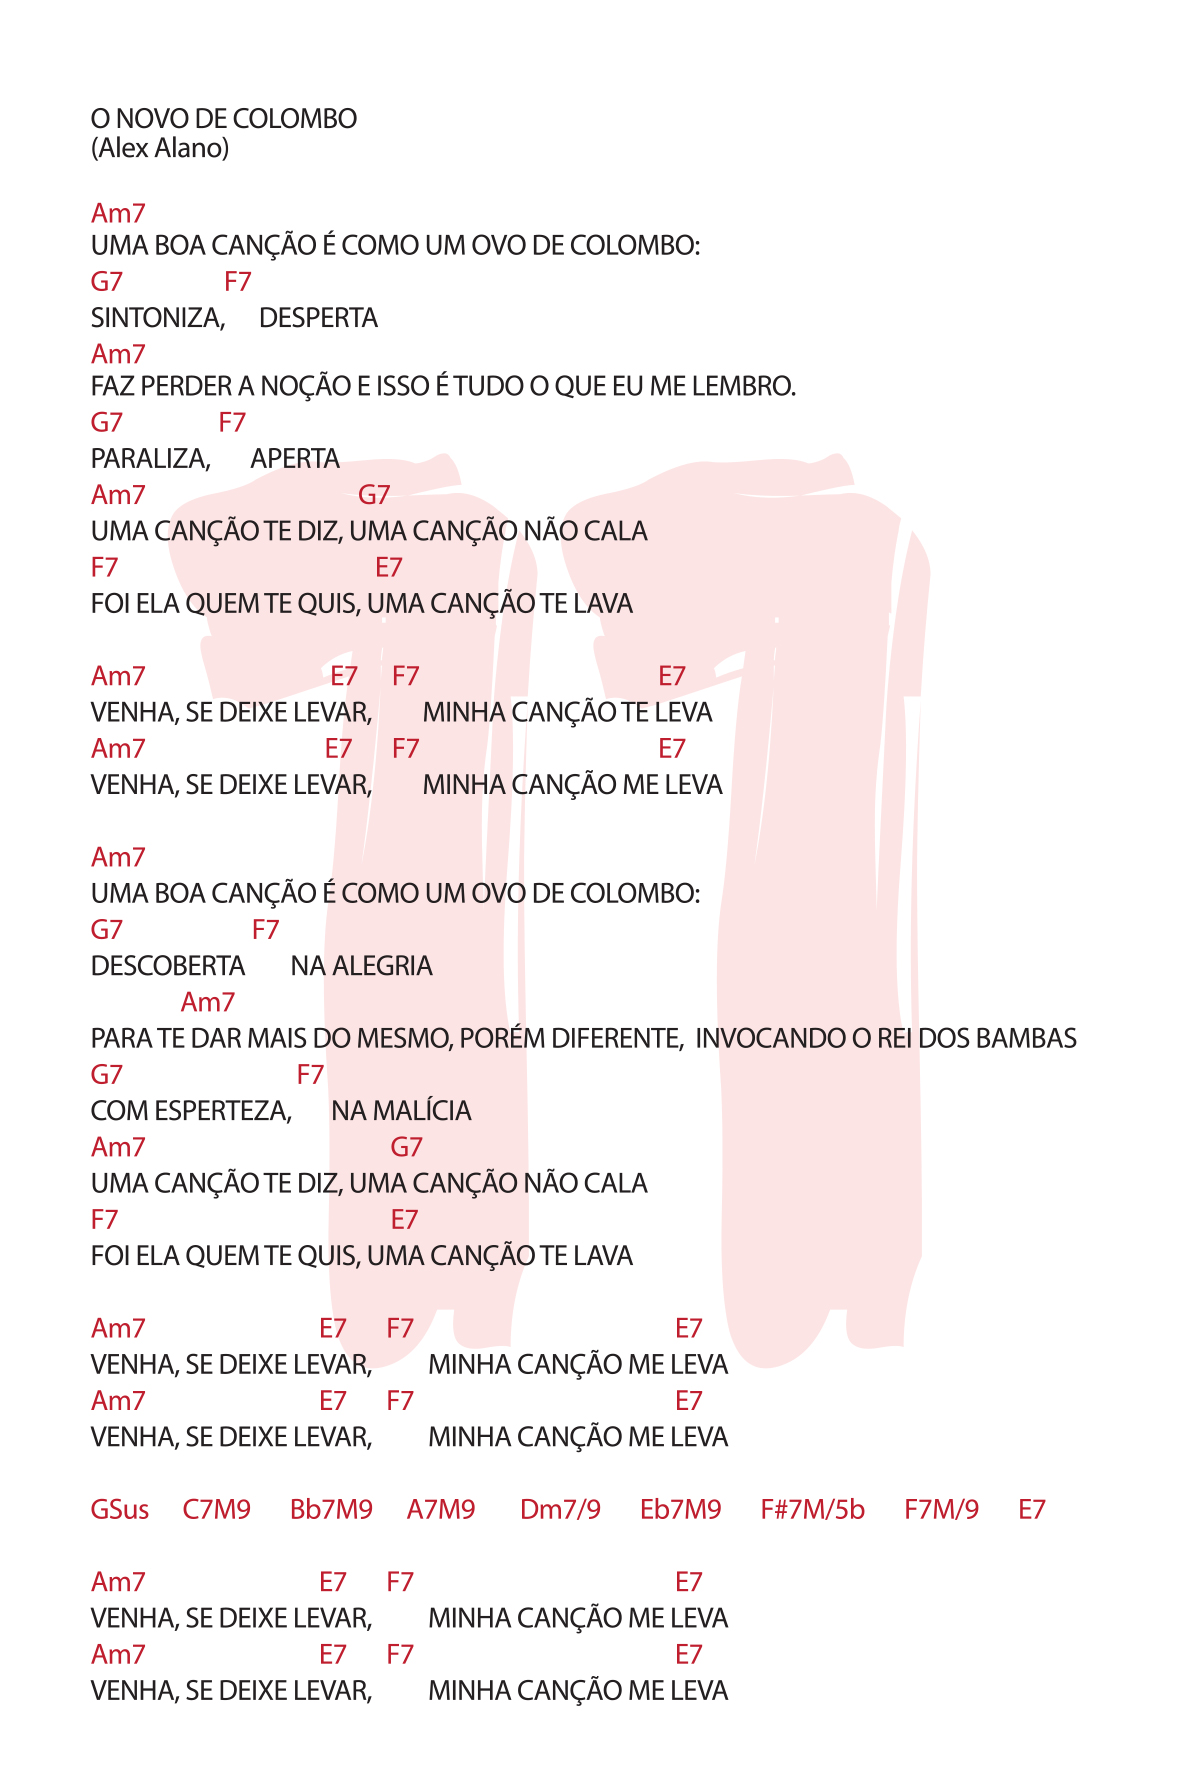 O NOVO DE COLOMBO
(Alex Alano)
Am7
UMA BOA CANÇÃO É COMO UM OVO DE COLOMBO:
G7 F7
SINTONIZA, DESPERTA
Am7
FAZ PERDER A NOÇÃO E ISSO É TUDO O QUE EU ME LEMBRO.
G7 F7
PARALIZA, APERTA
Am7 G7
UMA CANÇÃO TE DIZ, UMA CANÇÃO NÃO CALA
F7 E7
FOI ELA QUEM TE QUIS, UMA CANÇÃO TE LAVA
Am7 E7 F7 E7
VENHA, SE DEIXE LEVAR, MINHA CANÇÃO TE LEVA
Am7 E7 F7 E7
VENHA, SE DEIXE LEVAR, MINHA CANÇÃO ME LEVA
Am7
UMA BOA CANÇÃO É COMO UM OVO DE COLOMBO:
G7 F7
DESCOBERTA NA ALEGRIA
Am7
PARA TE DAR MAIS DO MESMO, PORÉM DIFERENTE, INVOCANDO O REI DOS BAMBAS
G7 F7
COM ESPERTEZA, NA MALÍCIA
Am7 G7
UMA CANÇÃO TE DIZ, UMA CANÇÃO NÃO CALA
F7 E7
FOI ELA QUEM TE QUIS, UMA CANÇÃO TE LAVA
Am7 E7 F7 E7
VENHA, SE DEIXE LEVAR, MINHA CANÇÃO ME LEVA
Am7 E7 F7 E7
VENHA, SE DEIXE LEVAR, MINHA CANÇÃO ME LEVA
GSus C7M9 Bb7M9 A7M9 Dm7/9 Eb7M9 F#7M/5b F7M/9 E7
Am7 E7 F7 E7
VENHA, SE DEIXE LEVAR, MINHA CANÇÃO ME LEVA
Am7 E7 F7 E7
VENHA, SE DEIXE LEVAR, MINHA CANÇÃO ME LEVA
11